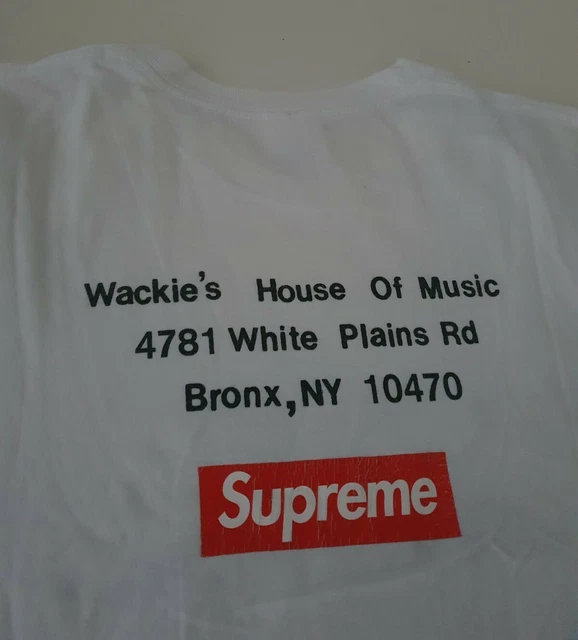 Wackie's House Of Music
4781 White Plains Rd
Bronx, NY 10470
Supreme